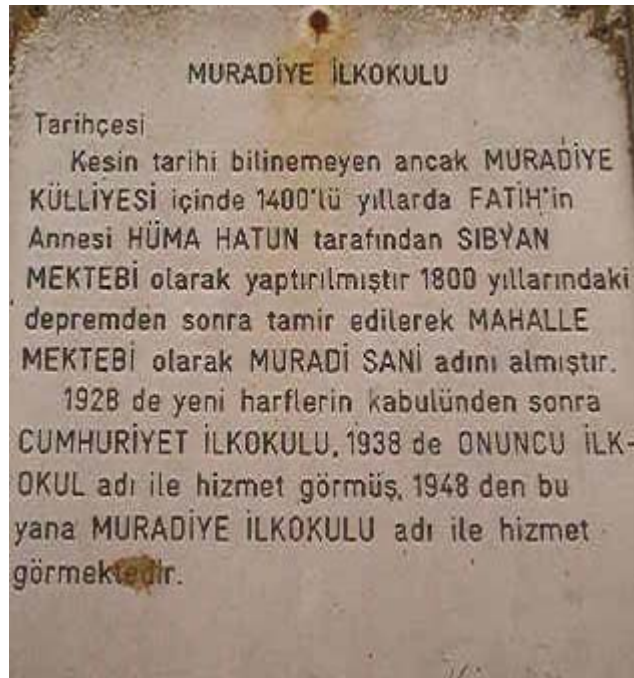 MURADİYE İLKOKULU
Tarihçesi
Kesin tarihi bilinemeyen ancak MURADİYE
KÜLLİYESİ içinde 1400'lü yıllarda FATİH'in
Annesi HÜMA HATUN tarafından SIBYAN
MEKTEBİ olarak yaptırılmıştır 1800 yıllarındaki
depremden sonra tamir edilerek MAHALLE
MEKTEBİ olarak MURADİ SANİ adını almıştır.
1928 de yeni harflerin kabulünden sonra
CUMHURİYET İLKOKULU, 1938 de ONUNCU İLK-
OKUL adı ile hizmet görmüş, 1948 den bu
yana MURADİYE İLKOKULU adı ile hizmet
görmektedir.